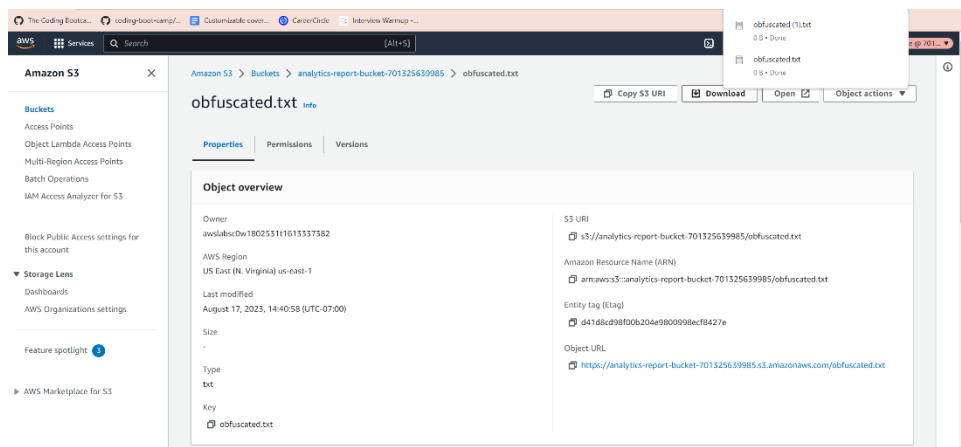 The Coding Bootca... coding-boot-camp/... Customizable cover... CareerCircle Interview Warmup -...
obfuscated (1).txt
0 B • Done
obfuscated.txt
0 B • Done
aws Services Search [Alt+S] e @ 701... ▼
Amazon S3
Buckets
Access Points
Object Lambda Access Points
Multi-Region Access Points
Batch Operations
IAM Access Analyzer for S3
Block Public Access settings for
this account
Storage Lens
Dashboards
AWS Organizations settings
Feature spotlight 3
AWS Marketplace for S3
Amazon S3 > Buckets > analytics-report-bucket-701325639985 > obfuscated.txt
obfuscated.txt Info
Copy S3 URI Download Open Object actions ▼
Properties Permissions Versions
Object overview
Owner
awslabsc0w1802531t1613337382
AWS Region
US East (N. Virginia) us-east-1
Last modified
August 17, 2023, 14:40:58 (UTC-07:00)
Size
-
Type
txt
Key
obfuscated.txt
S3 URI
s3://analytics-report-bucket-701325639985/obfuscated.txt
Amazon Resource Name (ARN)
arn:aws:s3:::analytics-report-bucket-701325639985/obfuscated.txt
Entity tag (Etag)
d41d8cd98f00b204e9800998ecf8427e
Object URL
https://analytics-report-bucket-701325639985.s3.amazonaws.com/obfuscated.txt